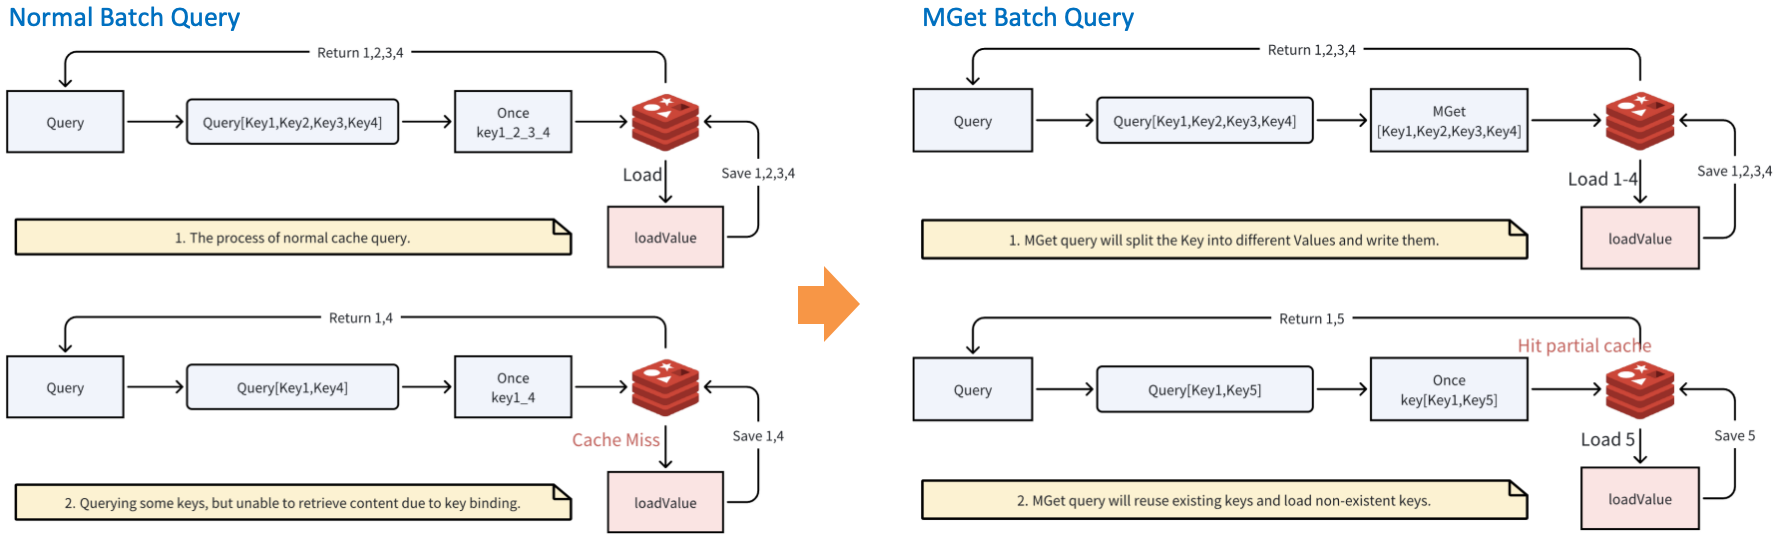 Normal Batch Query
Return 1,2,3,4
Query
Query[Key1,Key2,Key3,Key4]
Once
key1_2_3_4
Load
Save 1,2,3,4
loadValue
1. The process of normal cache query.
Return 1,4
Query
Query[Key1,Key4]
Once
key1_4
Cache Miss
Save 1,4
loadValue
2. Querying some keys, but unable to retrieve content due to key binding.
MGet Batch Query
Return 1,2,3,4
Query
Query[Key1,Key2,Key3,Key4]
MGet
[Key1,Key2,Key3,Key4]
Load 1-4
Save 1,2,3,4
loadValue
1. MGet query will split the Key into different Values and write them.
Return 1,5
Hit partial cache
Query
Query[Key1,Key5]
Once
key[Key1,Key5]
Load 5
Save 5
loadValue
2. MGet query will reuse existing keys and load non-existent keys.